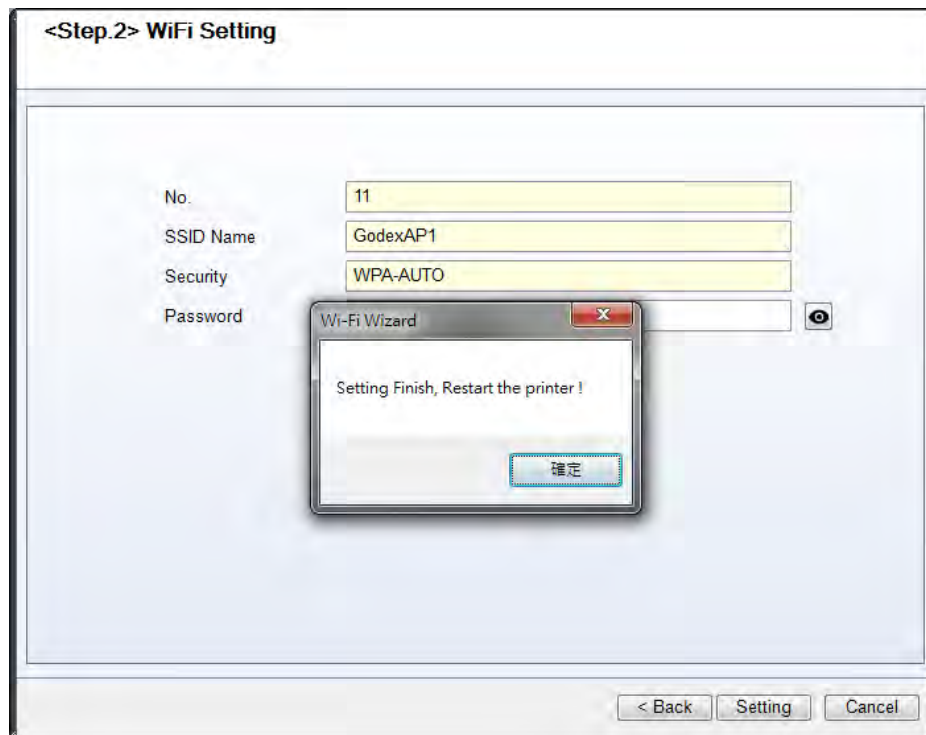 <Step.2> WiFi Setting
No. 11
SSID Name GodexAP1
Security WPA-AUTO
Password
Wi-Fi Wizard
Setting Finish, Restart the printer !
確定
< Back Setting Cancel